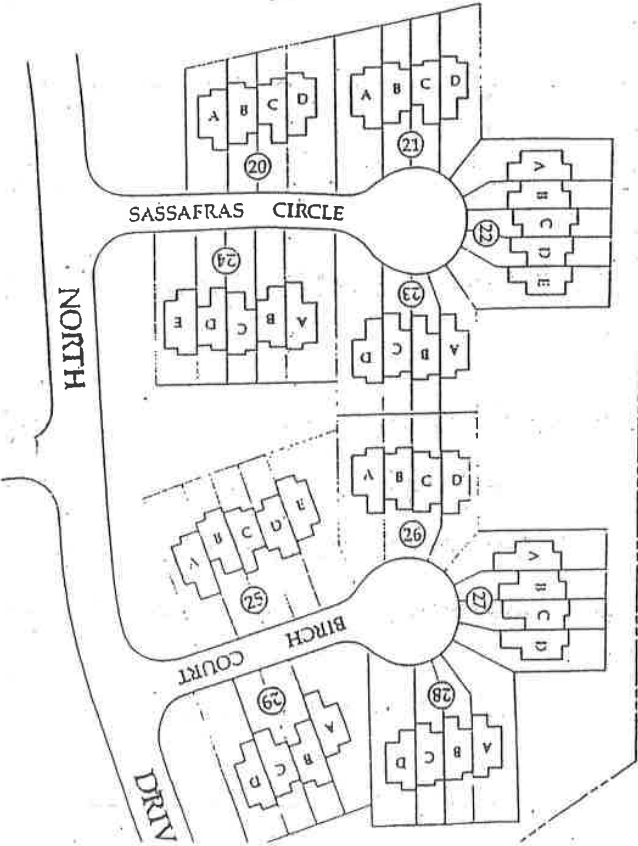 A B C D
20
A B C D
21
A
B
C
D
E
22
SASSAFRAS CIRCLE
24
E D C B A
23
D C B A
NORTH
A B C D
26
A B C D E
25
A
B
C
D
27
BIRCH COURT
29
D C B A
28
D C B A
DRIV